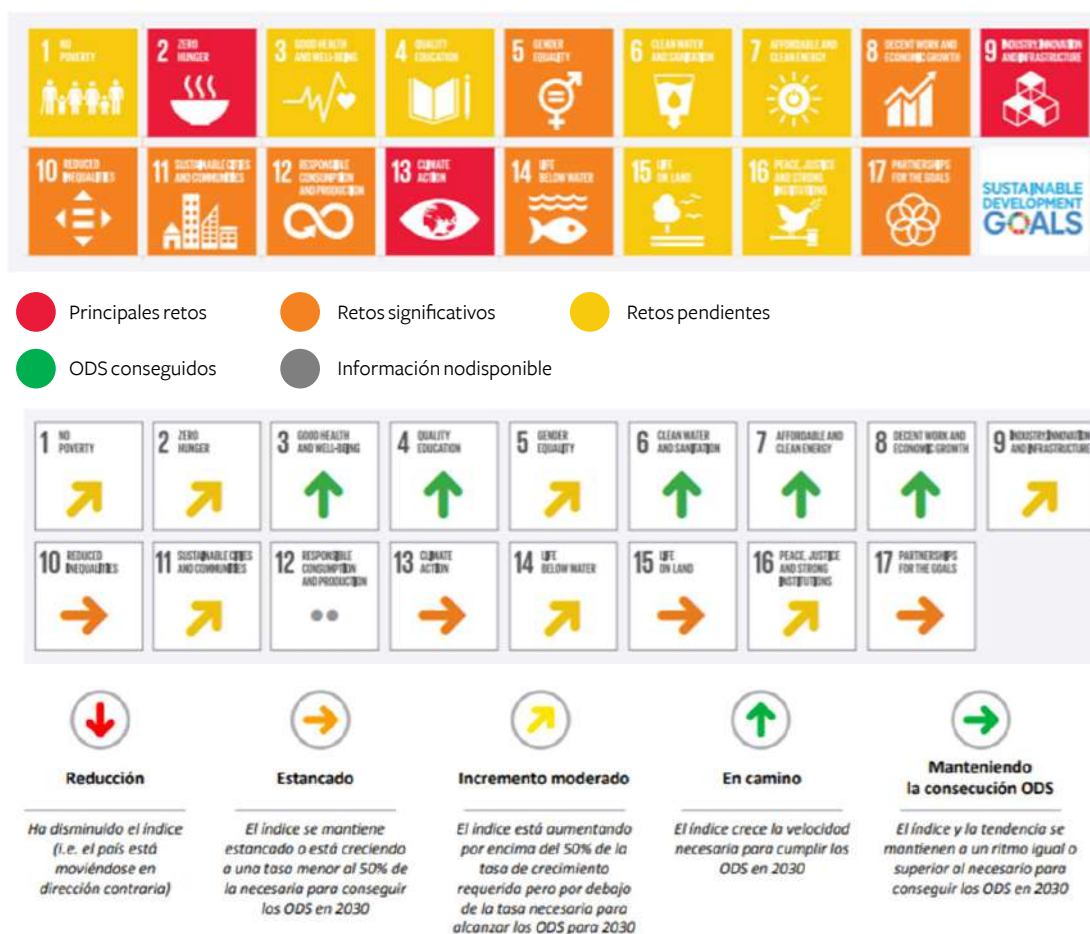 1 NO POVERTY
2 ZERO HUNGER
3 GOOD HEALTH AND WELL-BEING
4 QUALITY EDUCATION
5 GENDER EQUALITY
6 CLEAN WATER AND SANITATION
7 AFFORDABLE AND CLEAN ENERGY
8 DECENT WORK AND ECONOMIC GROWTH
9 INDUSTRY, INNOVATION AND INFRASTRUCTURE
10 REDUCED INEQUALITIES
11 SUSTAINABLE CITIES AND COMMUNITIES
12 RESPONSIBLE CONSUMPTION AND PRODUCTION
13 CLIMATE ACTION
14 LIFE BELOW WATER
15 LIFE ON LAND
16 PEACE, JUSTICE AND STRONG INSTITUTIONS
17 PARTNERSHIPS FOR THE GOALS
SUSTAINABLE
DEVELOPMENT
GOALS
Principales retos
Retos significativos
Retos pendientes
ODS conseguidos
Información nodisponible
1 NO POVERTY
2 ZERO HUNGER
3 GOOD HEALTH AND WELL-BEING
4 QUALITY EDUCATION
5 GENDER EQUALITY
6 CLEAN WATER AND SANITATION
7 AFFORDABLE AND CLEAN ENERGY
8 DECENT WORK AND ECONOMIC GROWTH
9 INDUSTRY, INNOVATION AND INFRASTRUCTURE
10 REDUCED INEQUALITIES
11 SUSTAINABLE CITIES AND COMMUNITIES
12 RESPONSIBLE CONSUMPTION AND PRODUCTION
13 CLIMATE ACTION
14 LIFE BELOW WATER
15 LIFE ON LAND
16 PEACE, JUSTICE AND STRONG INSTITUTIONS
17 PARTNERSHIPS FOR THE GOALS
Reducción
Ha disminuido el índice
(i.e. el país está
moviéndose en
dirección contraria)
Estancado
El índice se mantiene
estancado o está creciendo
a una tasa menor al 50% de
la necesaria para conseguir
los ODS en 2030
Incremento moderado
El índice está aumentando
por encima del 50% de la
tasa de crecimiento
requerido pero por debajo
de la tasa necesaria para
alcanzar los ODS para 2030
En camino
El índice crece la velocidad
necesaria para cumplir los
ODS en 2030
Manteniendo
la consecución ODS
El índice y la tendencia se
mantienen a un ritmo igual o
superior al necesario para
conseguir los ODS en 2030